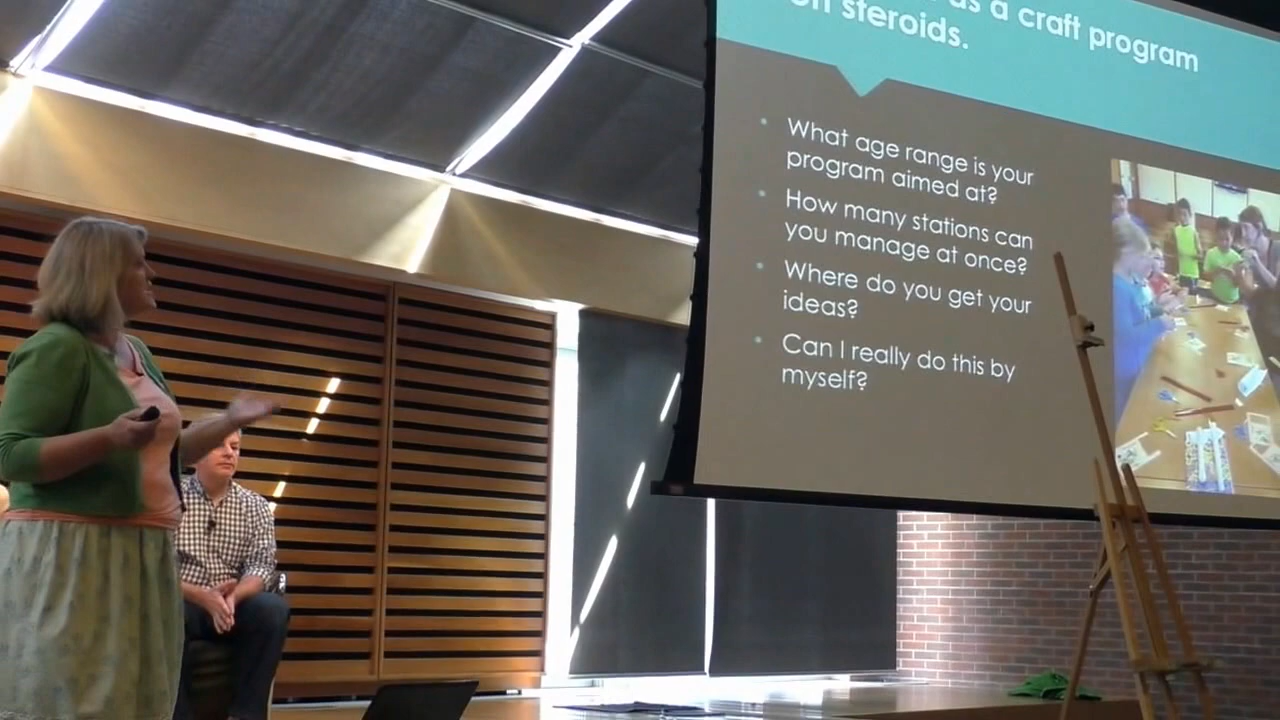 as a craft program
on steroids.
What age range is your
program aimed at?
How many stations can
you manage at once?
Where do you get your
ideas?
Can I really do this by
myself?